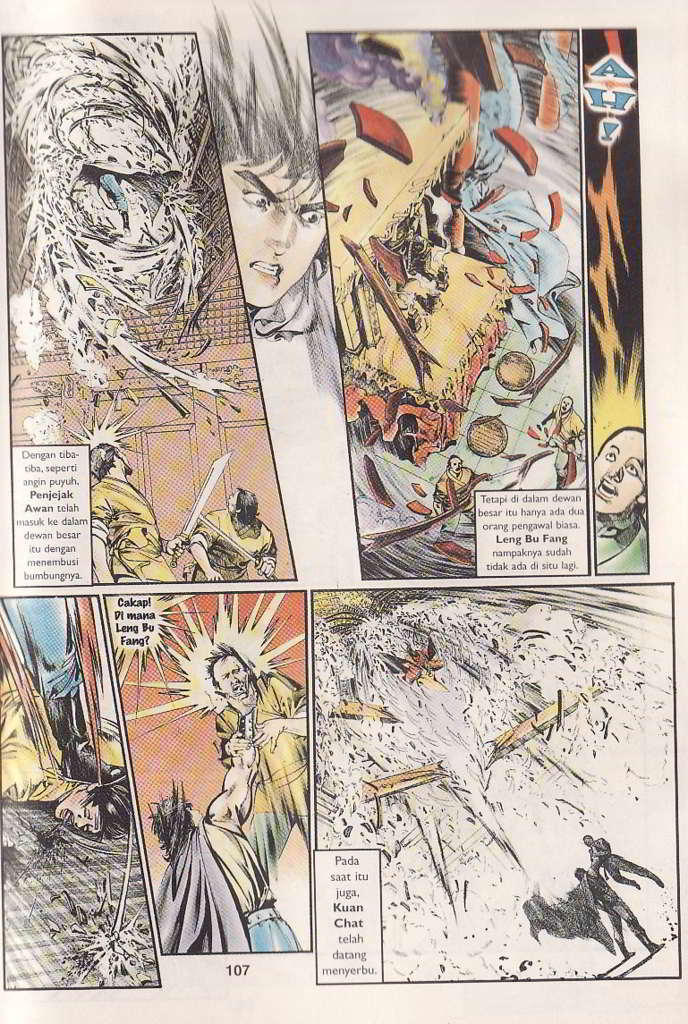 AH!
Dengan tiba-
tiba, seperti
angin puyuh,
Penjejak
Awan telah
masuk ke dalam
dewan besar
itu dengan
menembusi
bumbungnya.
Tetapi di dalam dewan
besar itu hanya ada dua
orang pengawal biasa.
Leng Bu Fang
nampaknya sudah
tidak ada di situ lagi.
Cakap!
Di mana
Leng Bu
Fang?
Pada
saat itu
juga,
Kuan
Chat
telah
datang
menyerbu.
107